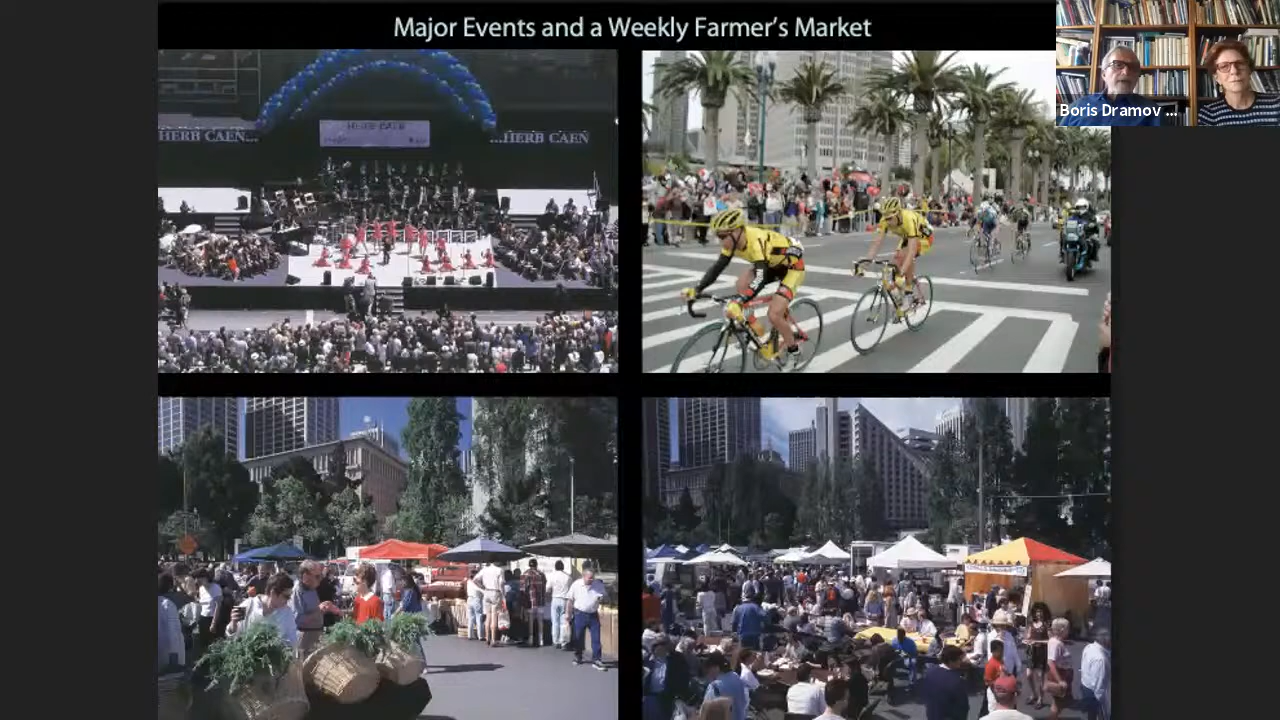 Major Events and a Weekly Farmer's Market
Boris Dramov ...
HERB CAEN...
HERB CAEN
...HERB CAEN